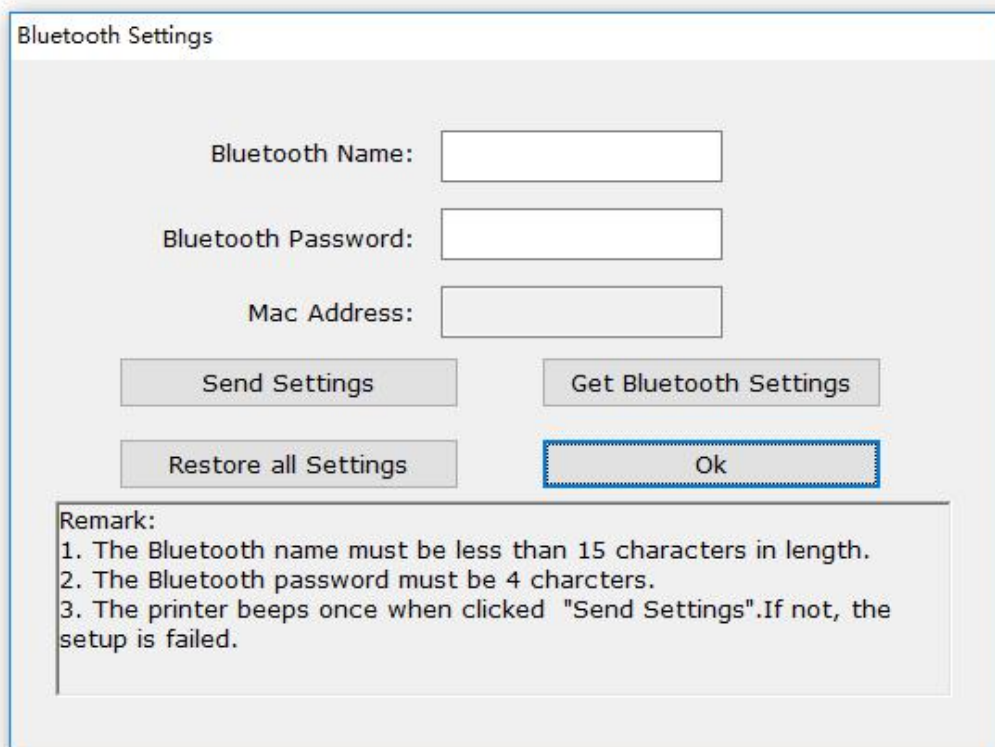 Bluetooth Settings
Bluetooth Name:
Bluetooth Password:
Mac Address:
Send Settings
Get Bluetooth Settings
Restore all Settings
Ok
Remark:
1. The Bluetooth name must be less than 15 characters in length.
2. The Bluetooth password must be 4 charcters.
3. The printer beeps once when clicked  "Send Settings".If not, the
setup is failed.